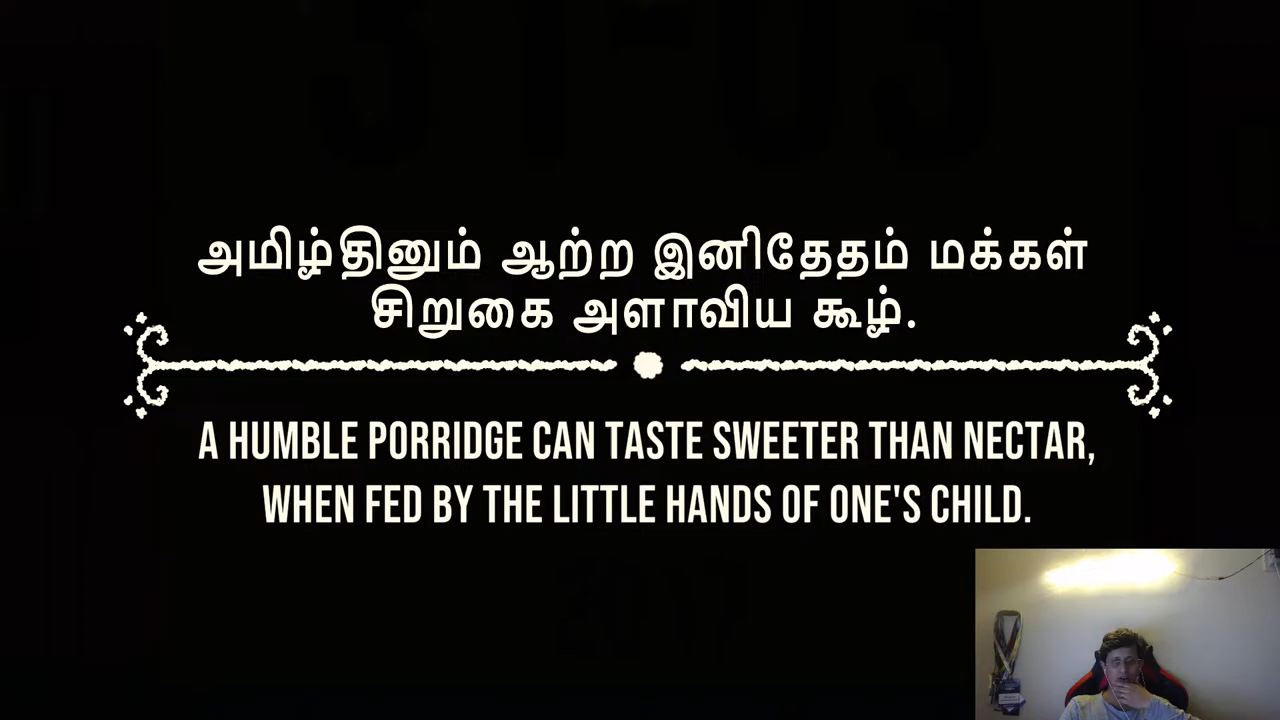 அமிழ்தினும் ஆற்ற இனிதேதம் மக்கள்
சிறுகை அளாவிய கூழ்.
A HUMBLE PORRIDGE CAN TASTE SWEETER THAN NECTAR,
WHEN FED BY THE LITTLE HANDS OF ONE'S CHILD.